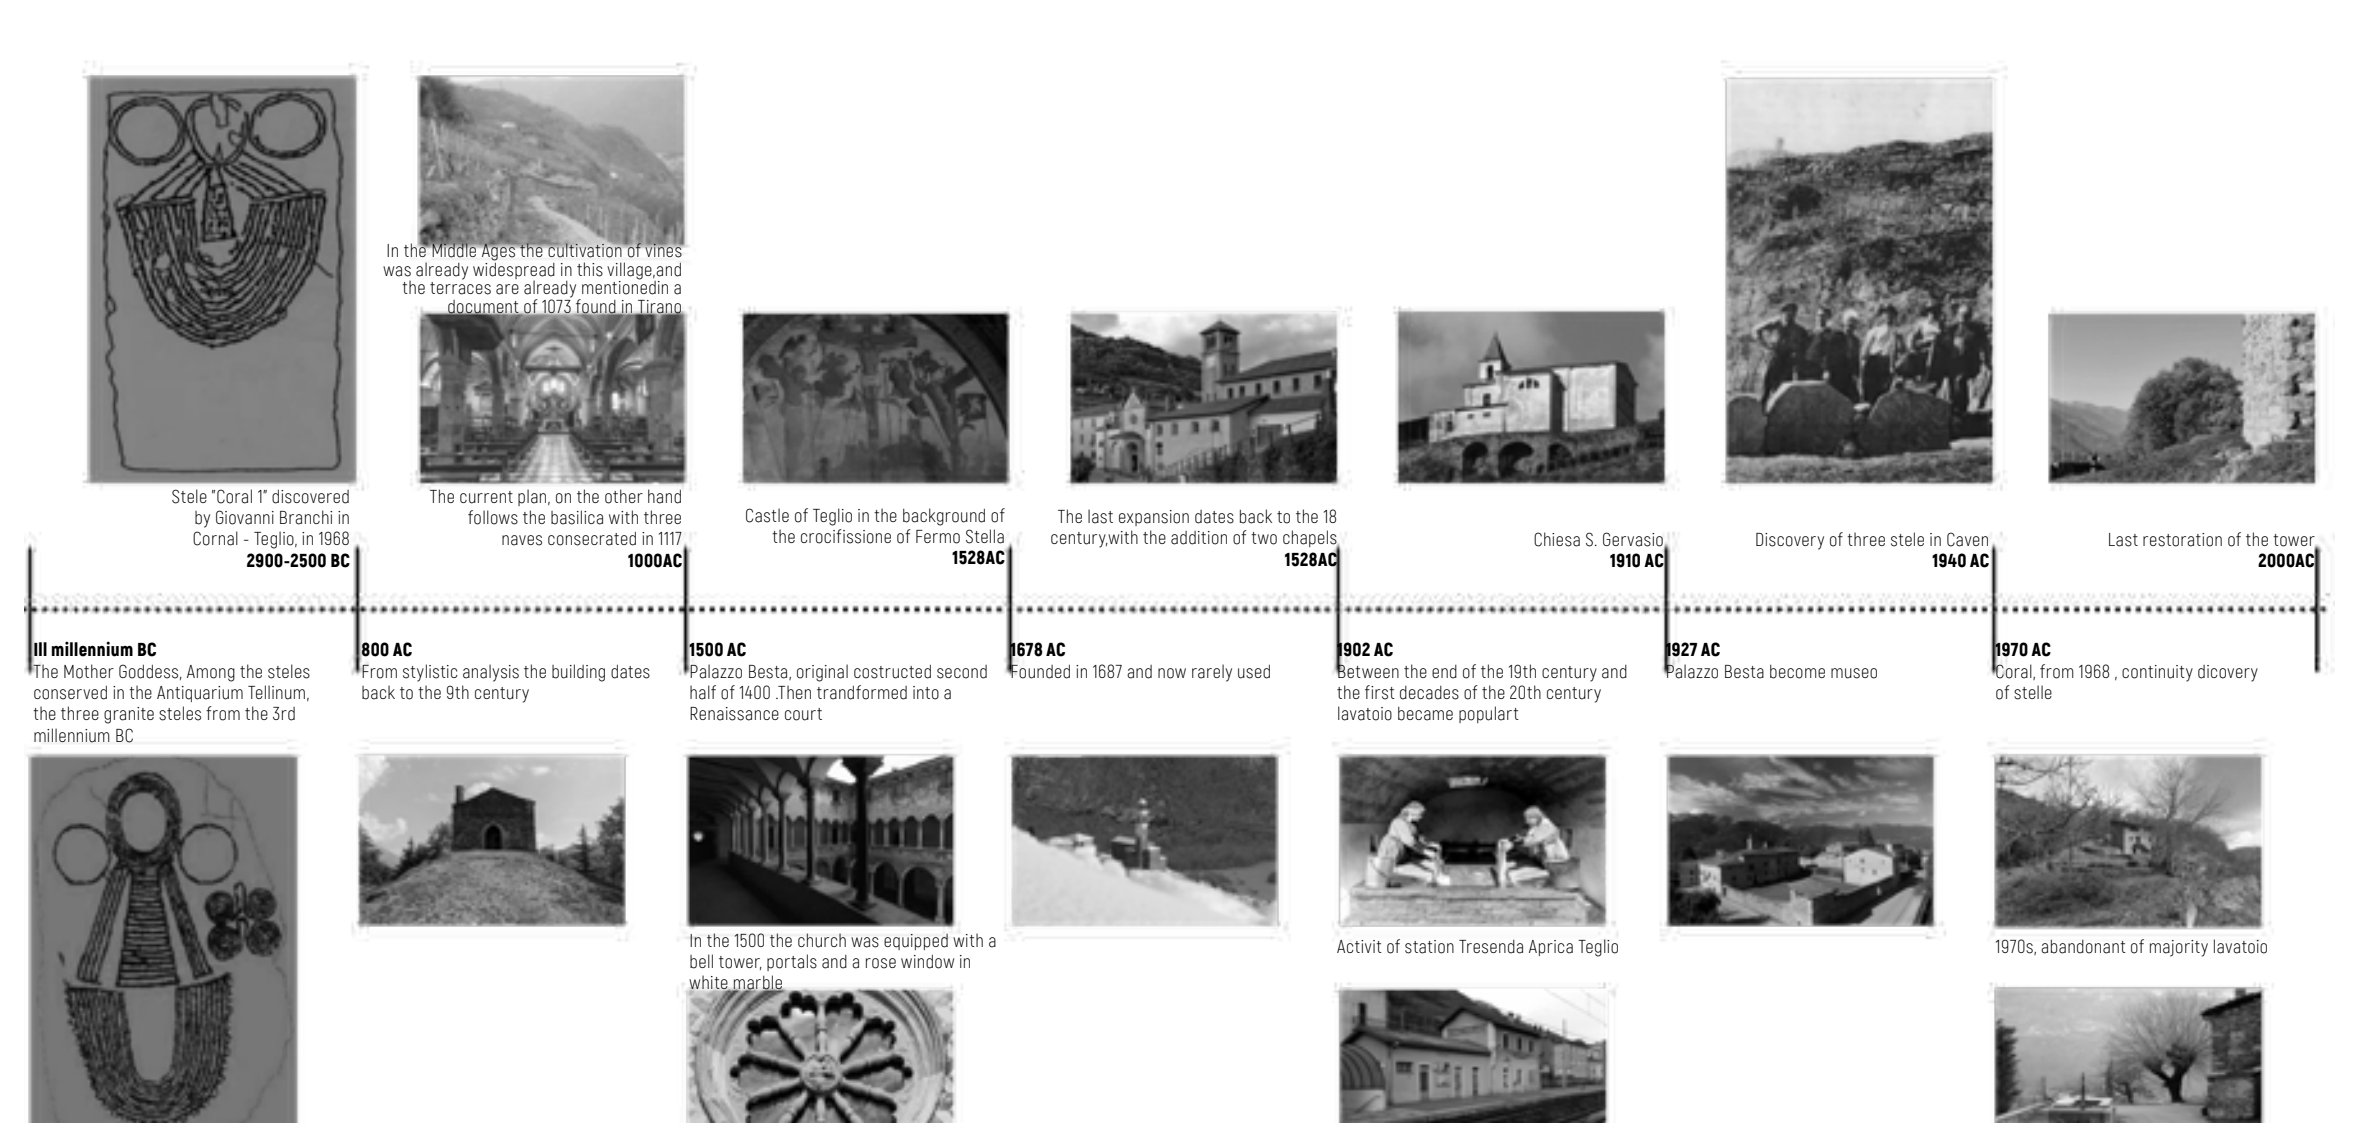 In the Middle Ages the cultivation of vines
was already widespread in this village,and
the terraces are already mentionedin a
document of 1073 found in Tirano
Stele "Coral 1" discovered
by Giovanni Branchi in
Cornal - Teglio, in 1968
2900-2500 BC
The current plan, on the other hand
follows the basilica with three
naves consecrated in 1117
1000AC
Castle of Teglio in the background of
the crocifissione of Fermo Stella
1528AC
The last expansion dates back to the 18
century,with the addition of two chapels
1528AC
Chiesa S. Gervasio
1910 AC
Discovery of three stele in Caven
1940 AC
Last restoration of the tower
2000AC
III millennium BC
The Mother Goddess, Among the steles
conserved in the Antiquarium Tellinum,
the three granite steles from the 3rd
millennium BC
800 AC
From stylistic analysis the building dates
back to the 9th century
1500 AC
Palazzo Besta, original costructed second
half of 1400 .Then trandformed into a
Renaissance court
In the 1500 the church was equipped with a
bell tower, portals and a rose window in
white marble
1678 AC
Founded in 1687 and now rarely used
1902 AC
Between the end of the 19th century and
the first decades of the 20th century
lavatoio became populart
Activit of station Tresenda Aprica Teglio
1927 AC
Palazzo Besta become museo
1970 AC
Coral, from 1968 , continuity dicovery
of stelle
1970s, abandonant of majority lavatoio